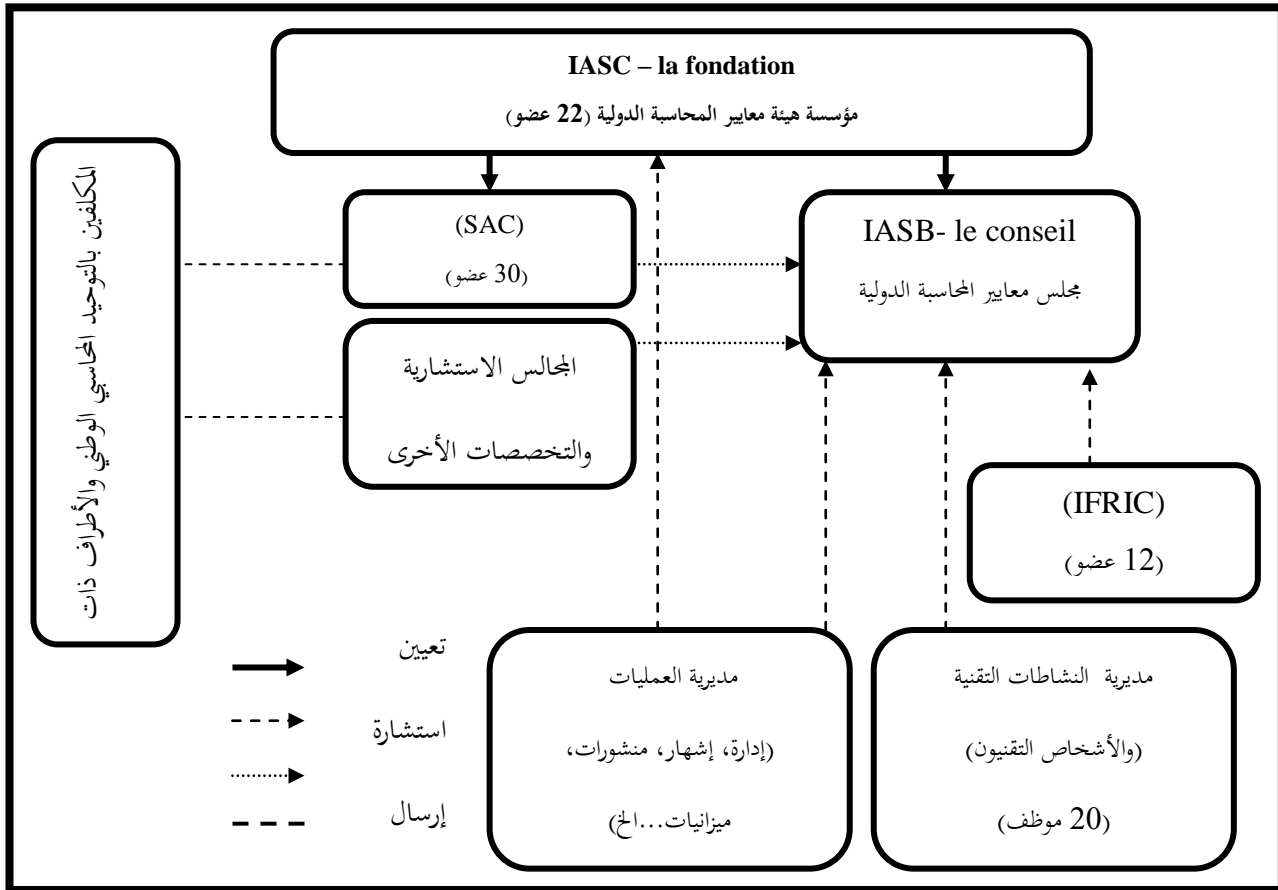 IASC – la fondation
مؤسسة هيئة معايير المحاسبة الدولية (22 عضو)
المكلفين بالتوحيد المحاسبي الوطني والأطراف ذات
(SAC)
(30 عضو)
IASB- le conseil
مجلس معايير المحاسبة الدولية
المجالس الاستشارية
والتخصصات الأخرى
(IFRIC)
(12 عضو)
تعيين
استشارة
إرسال
مديرية العمليات
(إدارة، إشهار، منشورات،
ميزانيات...الخ)
مديرية النشاطات التقنية
(والأشخاص التقنيون)
(20 موظف)